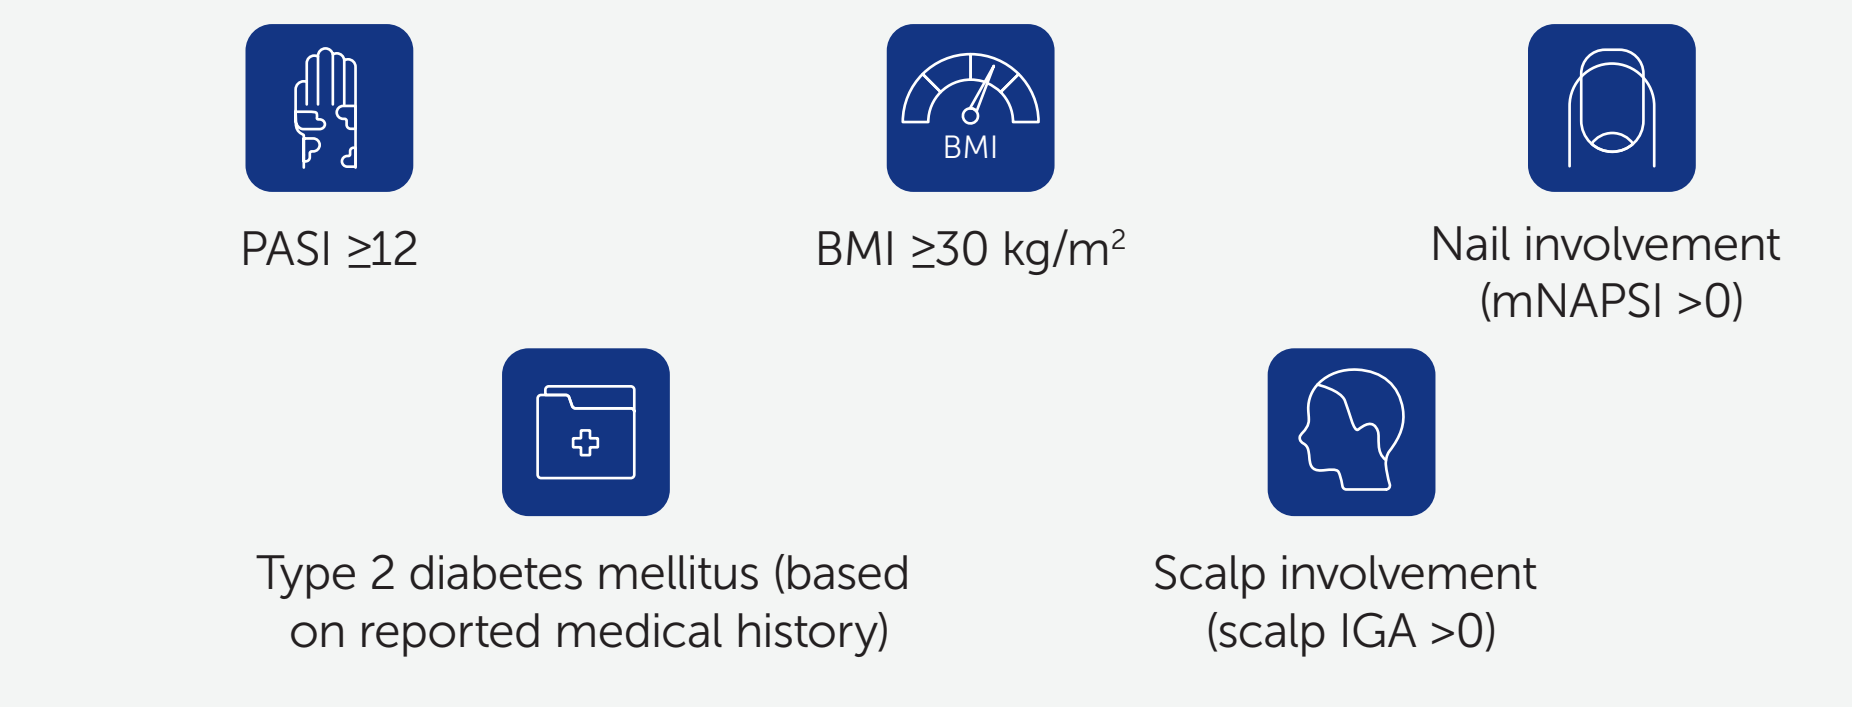 BMI
PASI ≥12
BMI ≥30 kg/m²
Nail involvement
(mNAPSI >0)
Type 2 diabetes mellitus (based
on reported medical history)
Scalp involvement
(scalp IGA >0)